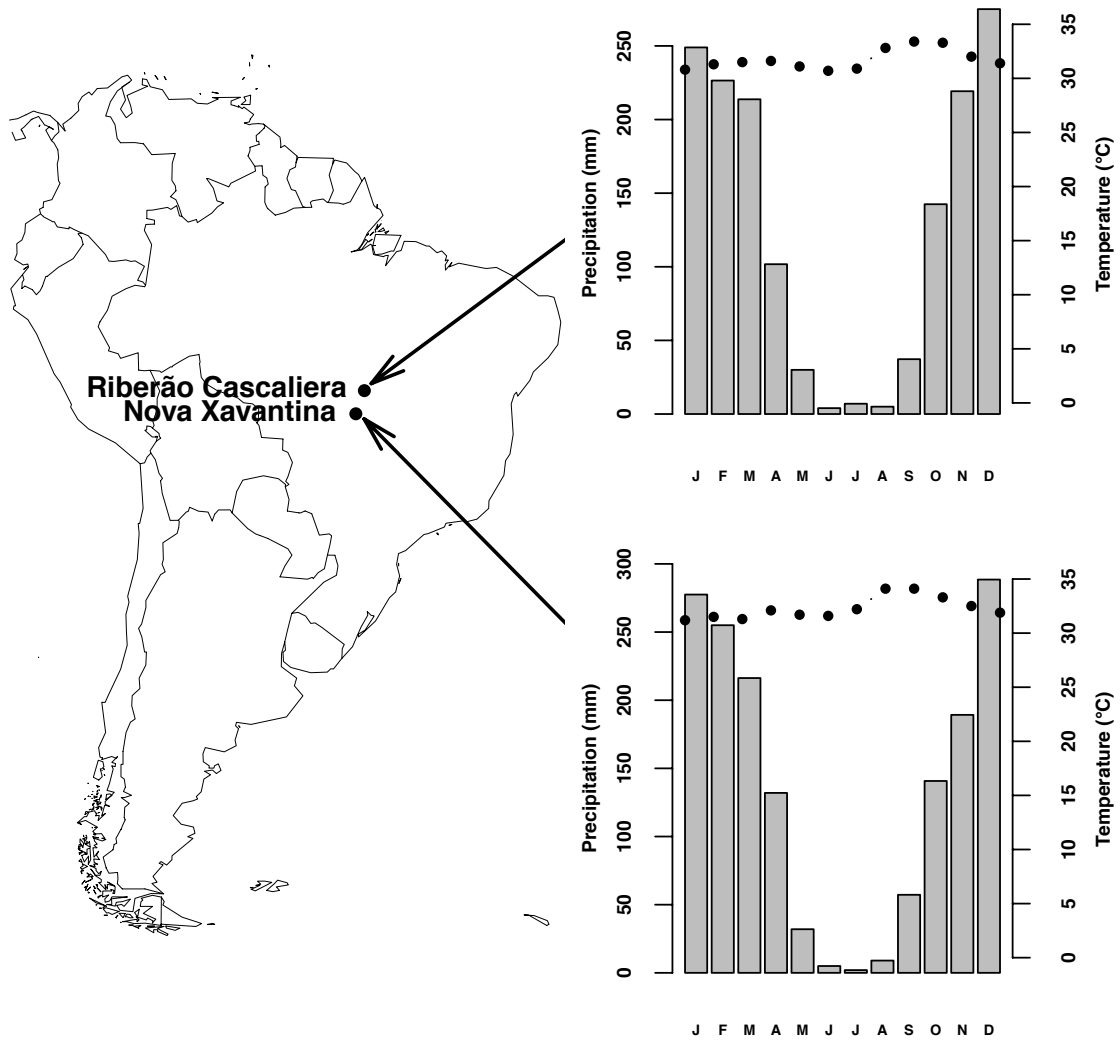 Riberão Cascaliera
Nova Xavantina
Precipitation (mm)
0 50 100 150 200 250
J F M A M J J A S O N D
0 5 10 15 20 25 30 35
Temperature (°C)
Precipitation (mm)
0 50 100 150 200 250 300
J F M A M J J A S O N D
0 5 10 15 20 25 30 35
Temperature (°C)